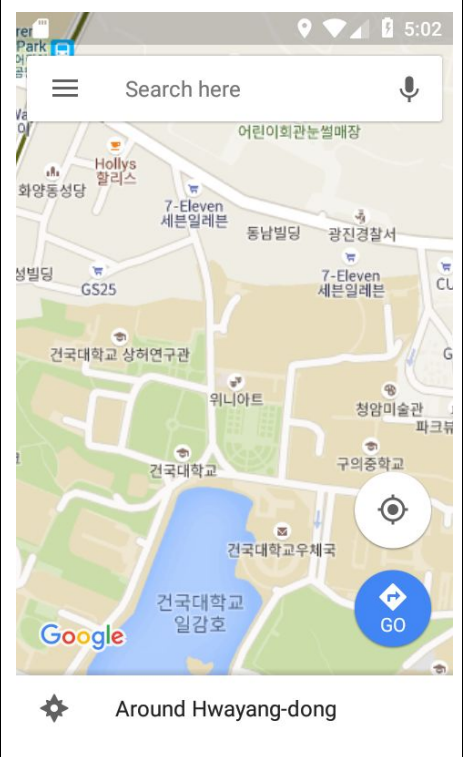 5:02
Park
Search here
어린이회관눈썰매장
Hollys
할리스
화양동성당
7-Eleven
세븐일레븐
동남빌딩
광진경찰서
7-Eleven
세븐일레븐
성빌딩
GS25
CU
건국대학교 상허연구관
G
위니아트
청암미술관
파크뷰
건국대학교
구의중학교
건국대학교우체국
건국대학교
일감호
GO
Google
Around Hwayang-dong